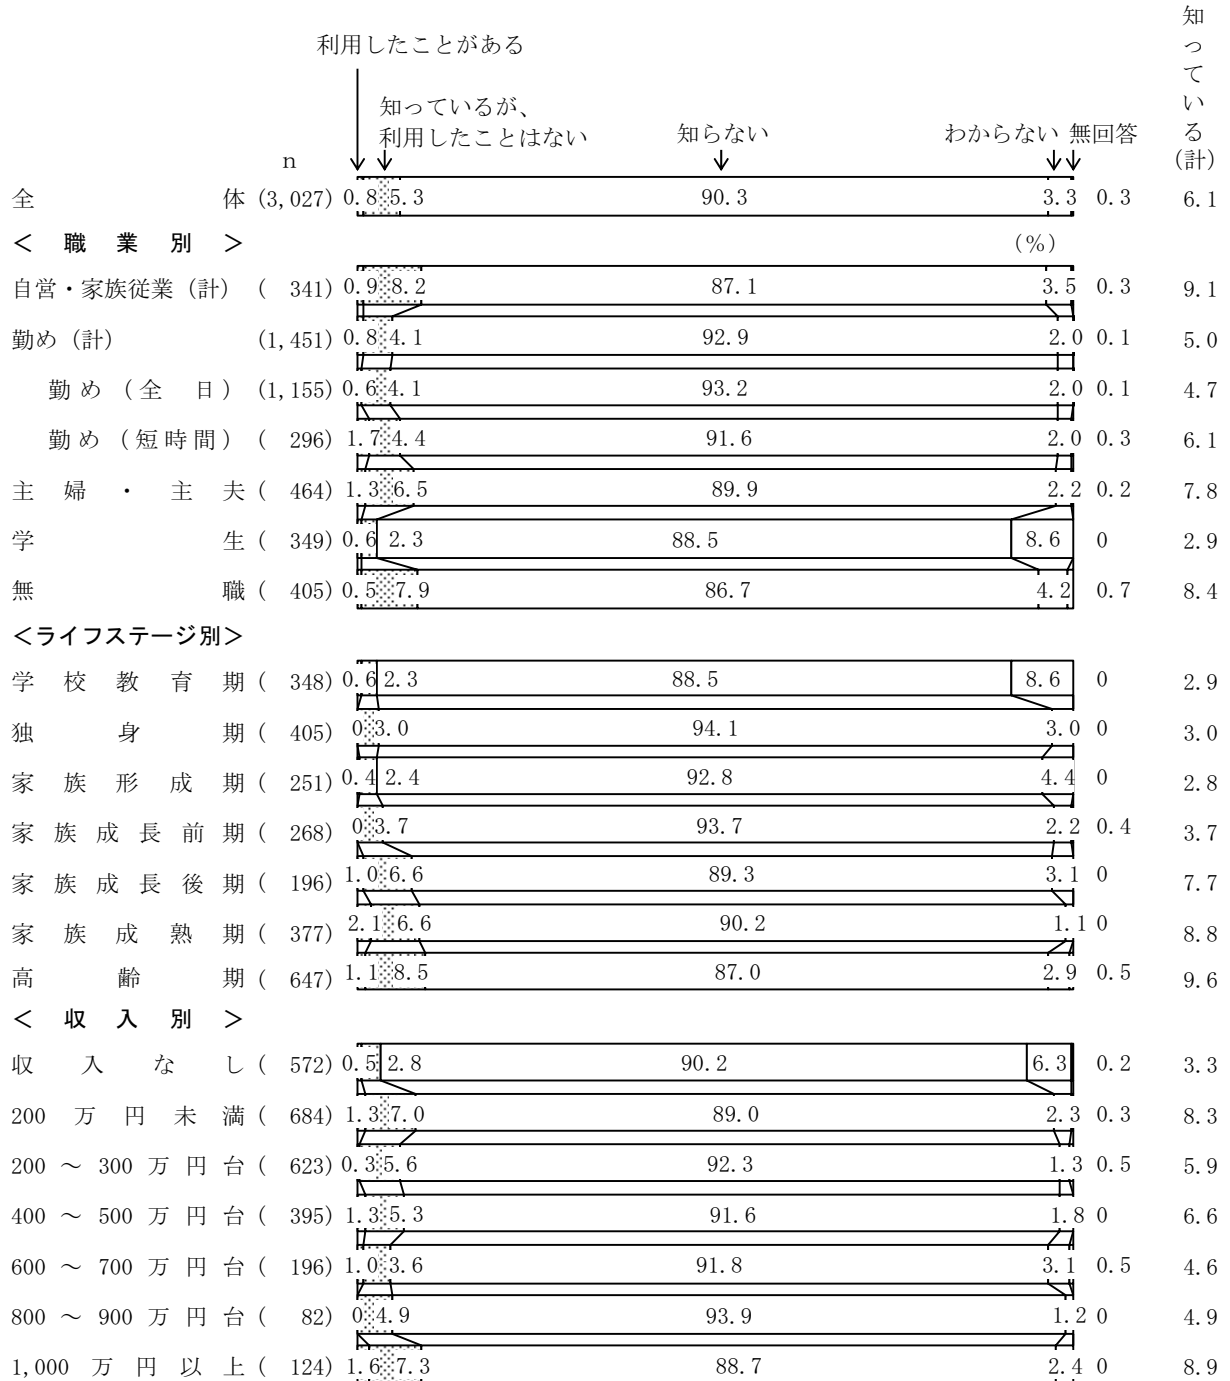 利用したことがある
知っているが、
利用したことはない
知らない
わからない 無回答
知っている(計)
n
全体 (3,027) 0.8 5.3 90.3 3.3 0.3 6.1
＜ 職 業 別 ＞ (%)
自営・家族従業（計） ( 341) 0.9 8.2 87.1 3.5 0.3 9.1
勤め（計） (1,451) 0.8 4.1 92.9 2.0 0.1 5.0
勤め（全 日） (1,155) 0.6 4.1 93.2 2.0 0.1 4.7
勤め（短時間） ( 296) 1.7 4.4 91.6 2.0 0.3 6.1
主婦・主夫 ( 464) 1.3 6.5 89.9 2.2 0.2 7.8
学生 ( 349) 0.6 2.3 88.5 8.6 0 2.9
無職 ( 405) 0.5 7.9 86.7 4.2 0.7 8.4
＜ライフステージ別＞
学校教育期 ( 348) 0.6 2.3 88.5 8.6 0 2.9
独身期 ( 405) 0 3.0 94.1 3.0 0 3.0
家族形成期 ( 251) 0.4 2.4 92.8 4.4 0 2.8
家族成長前期 ( 268) 0 3.7 93.7 2.2 0.4 3.7
家族成長後期 ( 196) 1.0 6.6 89.3 3.1 0 7.7
家族成熟期 ( 377) 2.1 6.6 90.2 1.1 0 8.8
高齢期 ( 647) 1.1 8.5 87.0 2.9 0.5 9.6
＜ 収 入 別 ＞
収入なし ( 572) 0.5 2.8 90.2 6.3 0.2 3.3
200万円未満 ( 684) 1.3 7.0 89.0 2.3 0.3 8.3
200～300万円台 ( 623) 0.3 5.6 92.3 1.3 0.5 5.9
400～500万円台 ( 395) 1.3 5.3 91.6 1.8 0 6.6
600～700万円台 ( 196) 1.0 3.6 91.8 3.1 0.5 4.6
800～900万円台 ( 82) 0 4.9 93.9 1.2 0 4.9
1,000万円以上 ( 124) 1.6 7.3 88.7 2.4 0 8.9